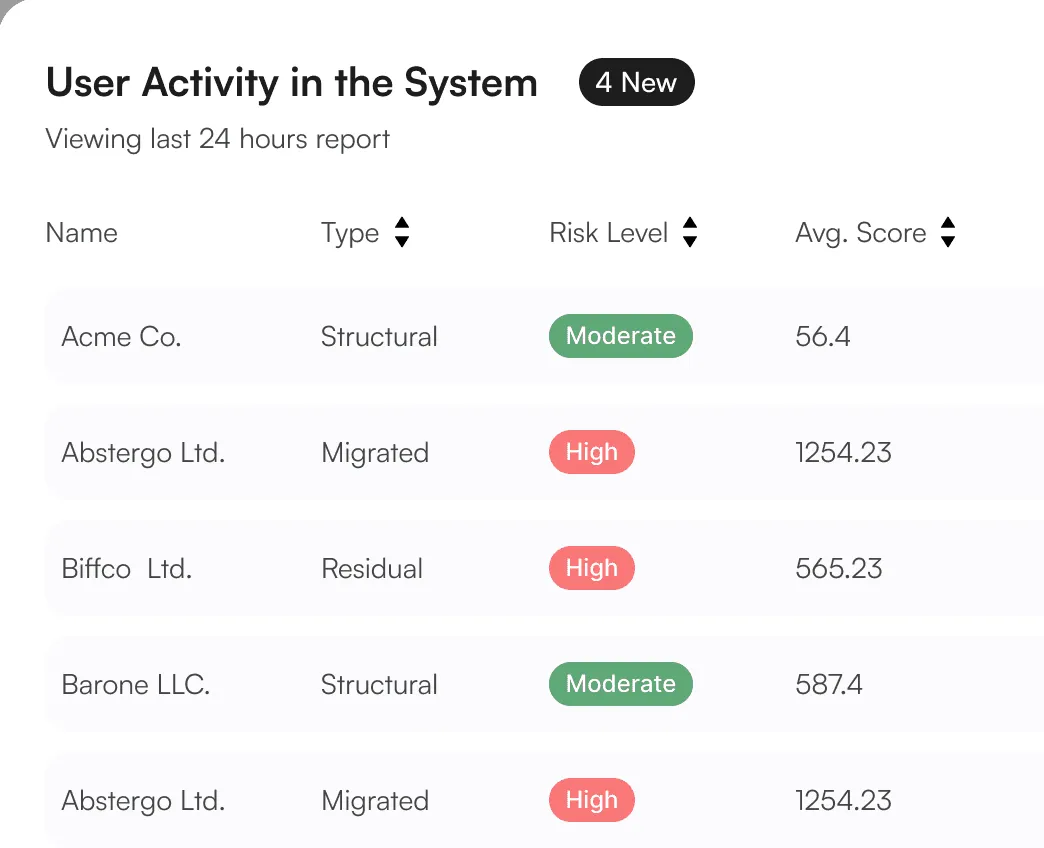 User Activity in the System 4 New
Viewing last 24 hours report
Name Type Risk Level Avg. Score
Acme Co. Structural Moderate 56.4
Abstergo Ltd. Migrated High 1254.23
Biffco  Ltd. Residual High 565.23
Barone LLC. Structural Moderate 587.4
Abstergo Ltd. Migrated High 1254.23